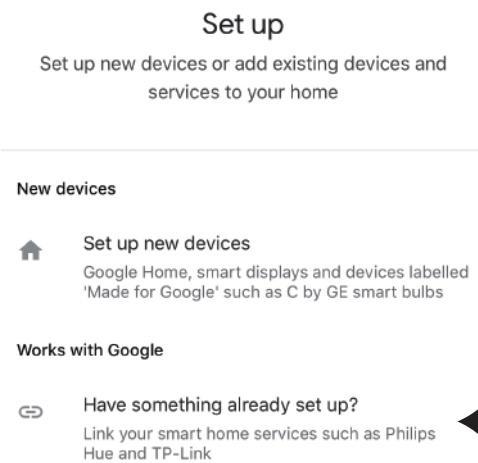 Set up
Set up new devices or add existing devices and
services to your home
New devices
Set up new devices
Google Home, smart displays and devices labelled
'Made for Google' such as C by GE smart bulbs
Works with Google
Have something already set up?
Link your smart home services such as Philips
Hue and TP-Link